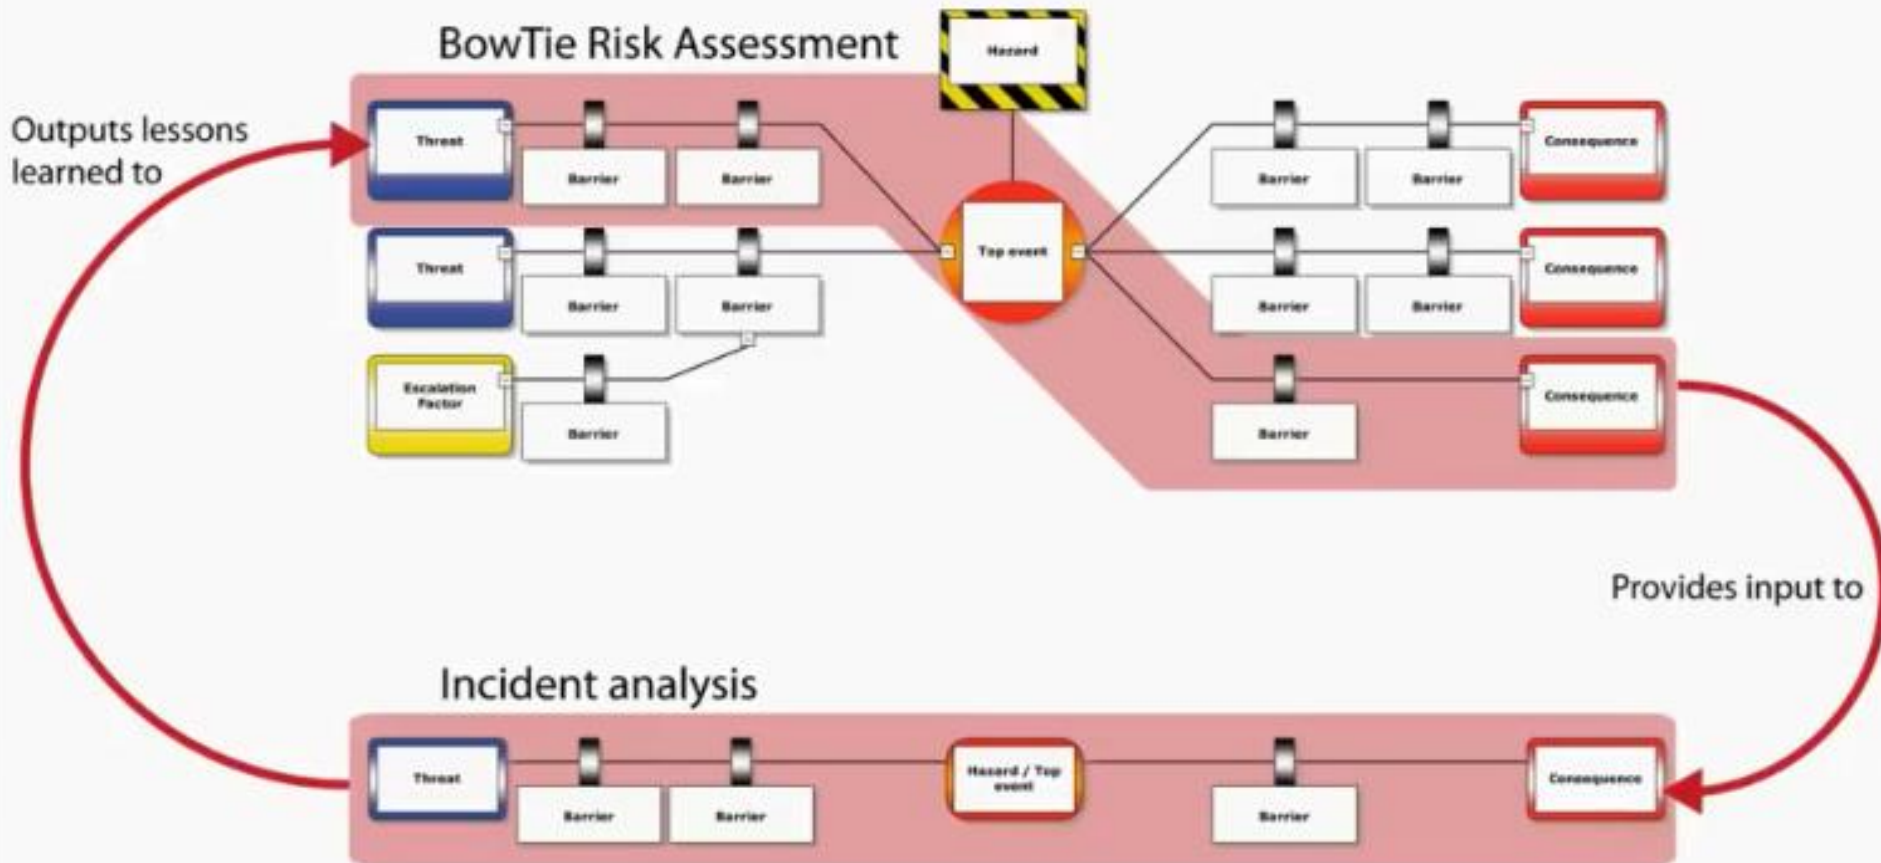 BowTie Risk Assessment
Hazard
Outputs lessons
learned to
Threat
Barrier
Barrier
Barrier
Barrier
Consequence
Threat
Barrier
Barrier
Top event
Barrier
Barrier
Consequence
Escalation
Factor
Barrier
Barrier
Consequence
Provides input to
Incident analysis
Threat
Barrier
Barrier
Hazard / Top
event
Barrier
Consequence